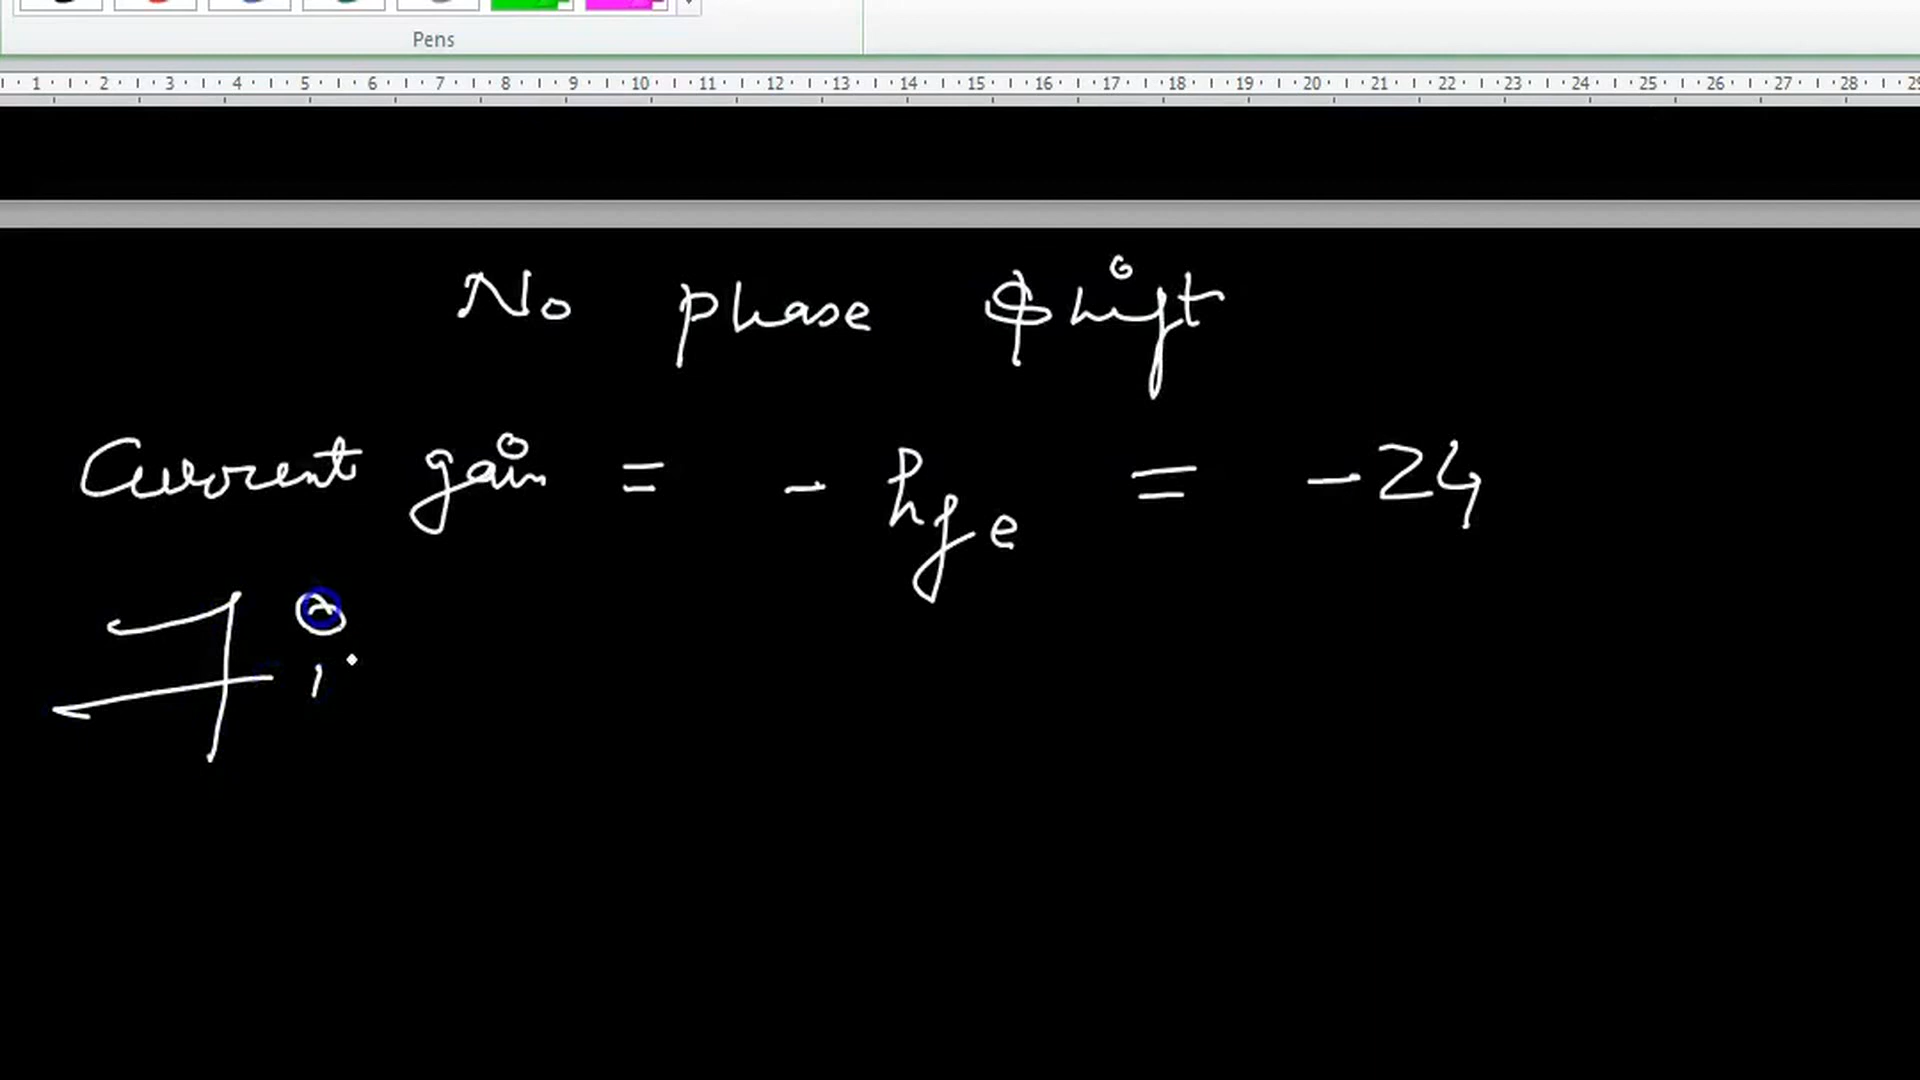 Pens
1 2 3 4 5 6 7 8 9 10 11 12 13 14 15 16 17 18 19 20 21 22 23 24 25 26 27 28 29
No phase shift
Current gain = - hfe = -24